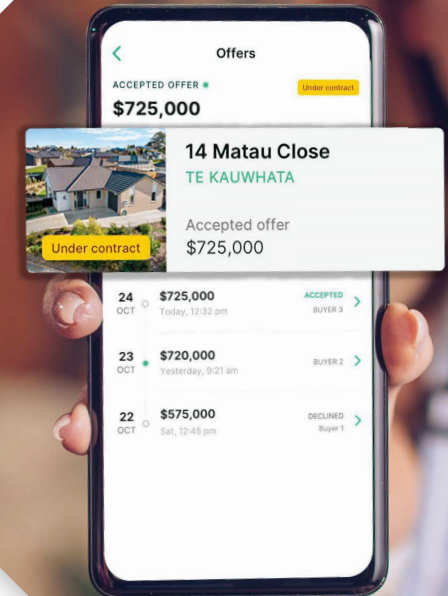 Offers
ACCEPTED OFFER
Under contract
$725,000
14 Matau Close
TE KAUWHATA
Under contract
Accepted offer
$725,000
24 OCT
$725,000
Today, 12:32 pm
ACCEPTED
BUYER 3
23 OCT
$720,000
Yesterday, 9:21 am
BUYER 2
22 OCT
$575,000
Sat, 12:45 pm
DECLINED
Buyer 1